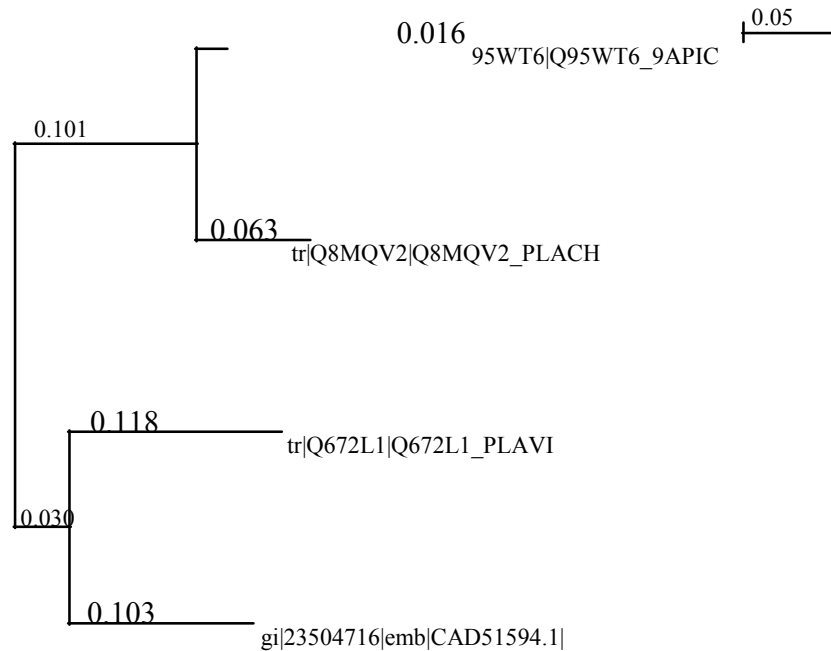 0.016
0.05
95WT6|Q95WT6_9APIC
0.101
0.063
tr|Q8MQV2|Q8MQV2_PLACH
0.118
tr|Q672L1|Q672L1_PLAVI
0.030
0.103
gi|23504716|emb|CAD51594.1|